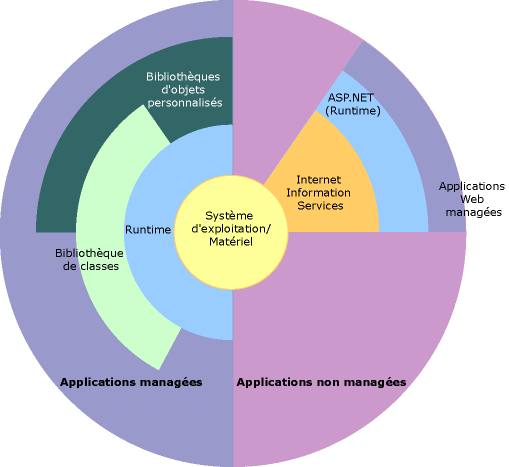 Bibliothèques
d'objets
personnalisés
ASP.NET
(Runtime)
Internet
Information
Services
Applications
Web
managées
Système
d'exploitation/
Matériel
Runtime
Bibliothèque
de classes
Applications managées
Applications non managées